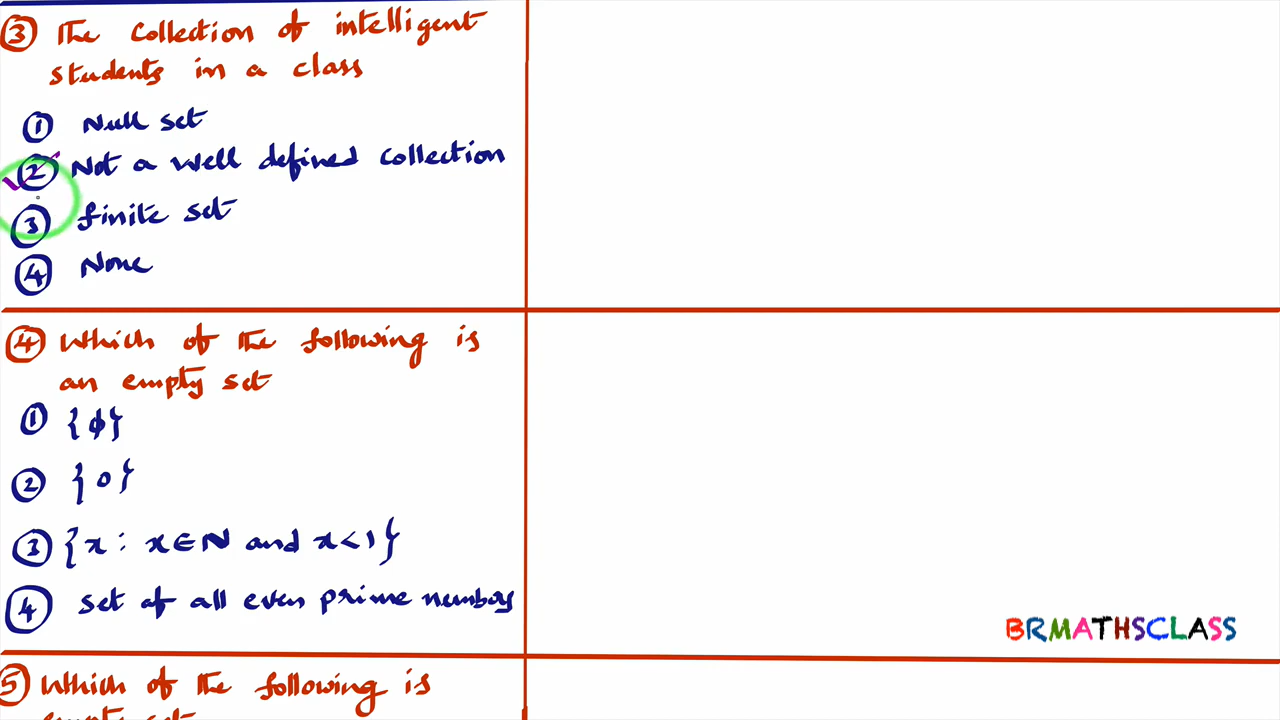 ③ The Collection of intelligent
students in a class
① Null set
② Not a well defined collection
③ finite set
④ None
④ Which of the following is
an empty set
① {ϕ}
② {0}
③ {x : x∈N and x<1}
④ set of all even prime numbers
BRMATHSCLASS
⑤ Which of the following is
empty set